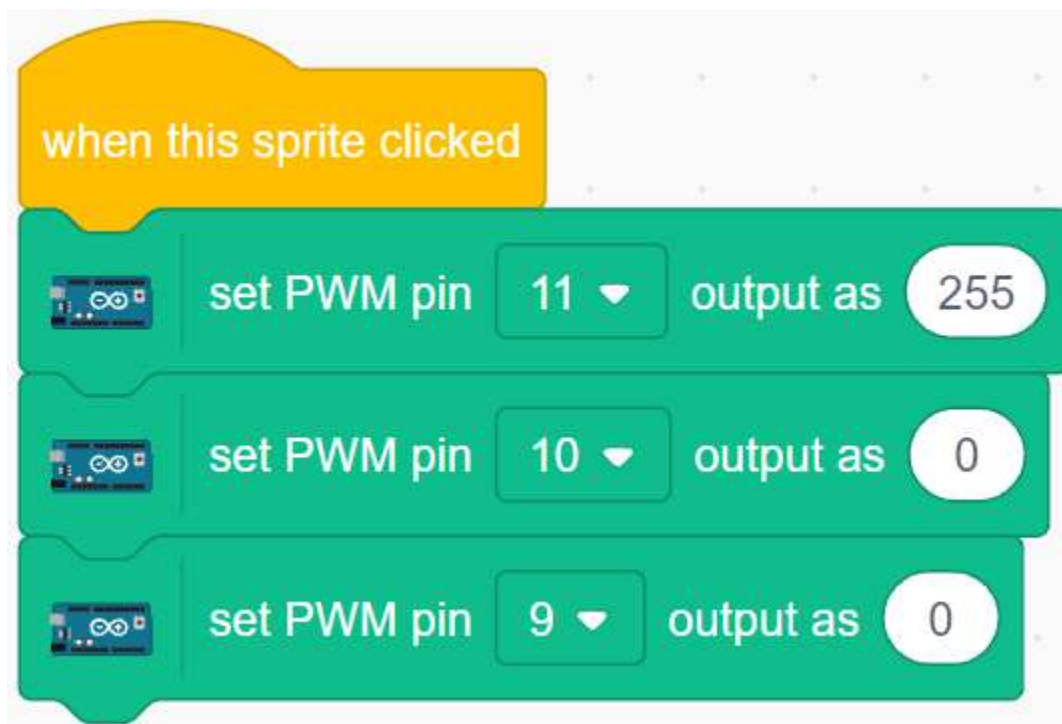 when this sprite clicked
set PWM pin 11 output as 255
set PWM pin 10 output as 0
set PWM pin 9 output as 0